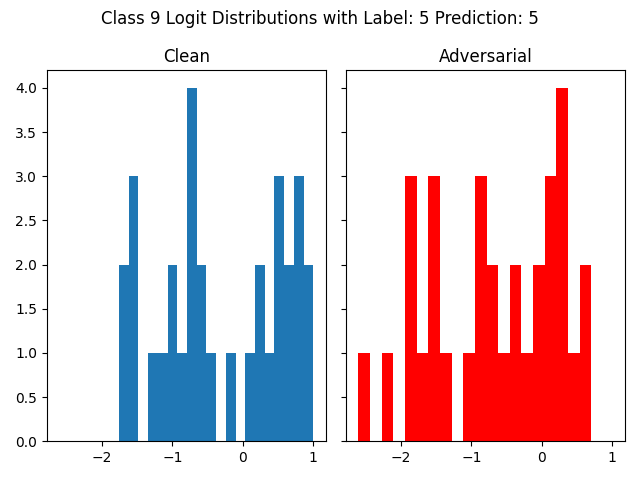 Class 9 Logit Distributions with Label: 5 Prediction: 5
Clean
Adversarial
4.0
3.5
3.0
2.5
2.0
1.5
1.0
0.5
0.0
−2 −1 0 1
−2 −1 0 1